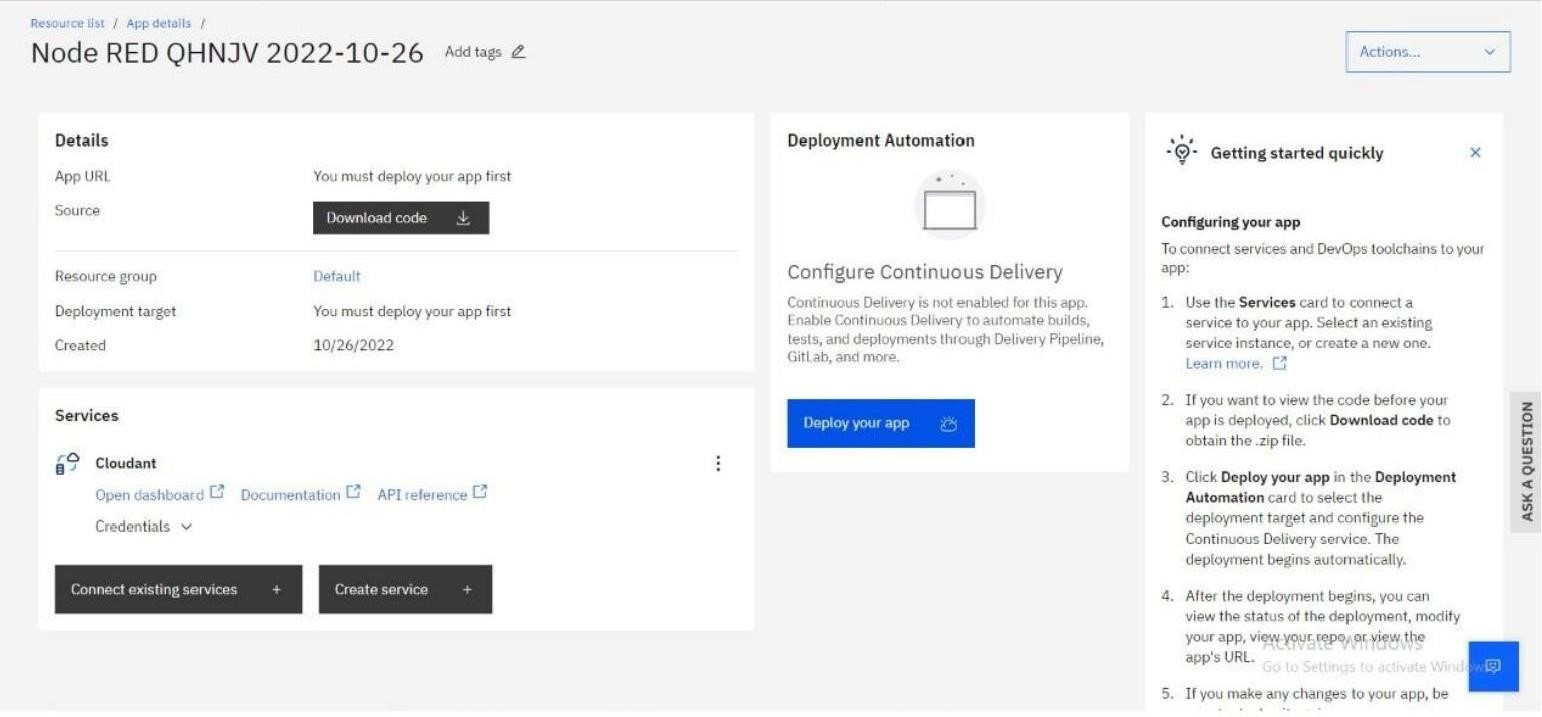 Resource list / App details /
Node RED QHNJV 2022-10-26 Add tags
Actions...
Details
App URL You must deploy your app first
Source Download code
Resource group Default
Deployment target You must deploy your app first
Created 10/26/2022
Services
Cloudant
Open dashboard Documentation API reference
Credentials
Connect existing services + Create service +
Deployment Automation
Configure Continuous Delivery
Continuous Delivery is not enabled for this app.
Enable Continuous Delivery to automate builds,
tests, and deployments through Delivery Pipeline,
GitLab, and more.
Deploy your app
Getting started quickly
Configuring your app
To connect services and DevOps toolchains to your
app:
1. Use the Services card to connect a
service to your app. Select an existing
service instance, or create a new one.
Learn more.
2. If you want to view the code before your
app is deployed, click Download code to
obtain the .zip file.
3. Click Deploy your app in the Deployment
Automation card to select the
deployment target and configure the
Continuous Delivery service. The
deployment begins automatically.
4. After the deployment begins, you can
view the status of the deployment, modify
your app, view your repo, or view the
app's URL.
5. If you make any changes to your app, be
Activate Windows
Go to Settings to activate Windows
ASK A QUESTION